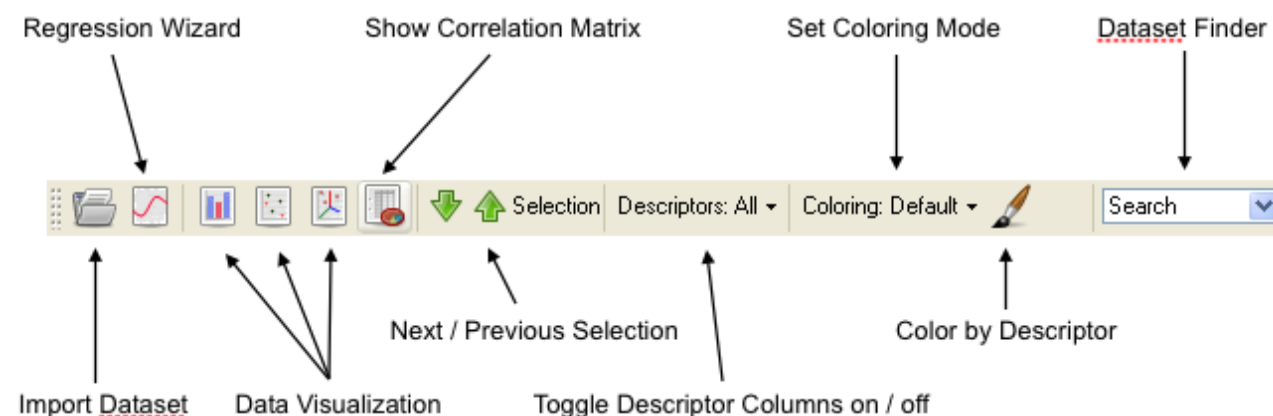 Regression Wizard
Show Correlation Matrix
Set Coloring Mode
Dataset Finder
Selection
Descriptors: All
Coloring: Default
Search
Next / Previous Selection
Color by Descriptor
Import Dataset
Data Visualization
Toggle Descriptor Columns on / off